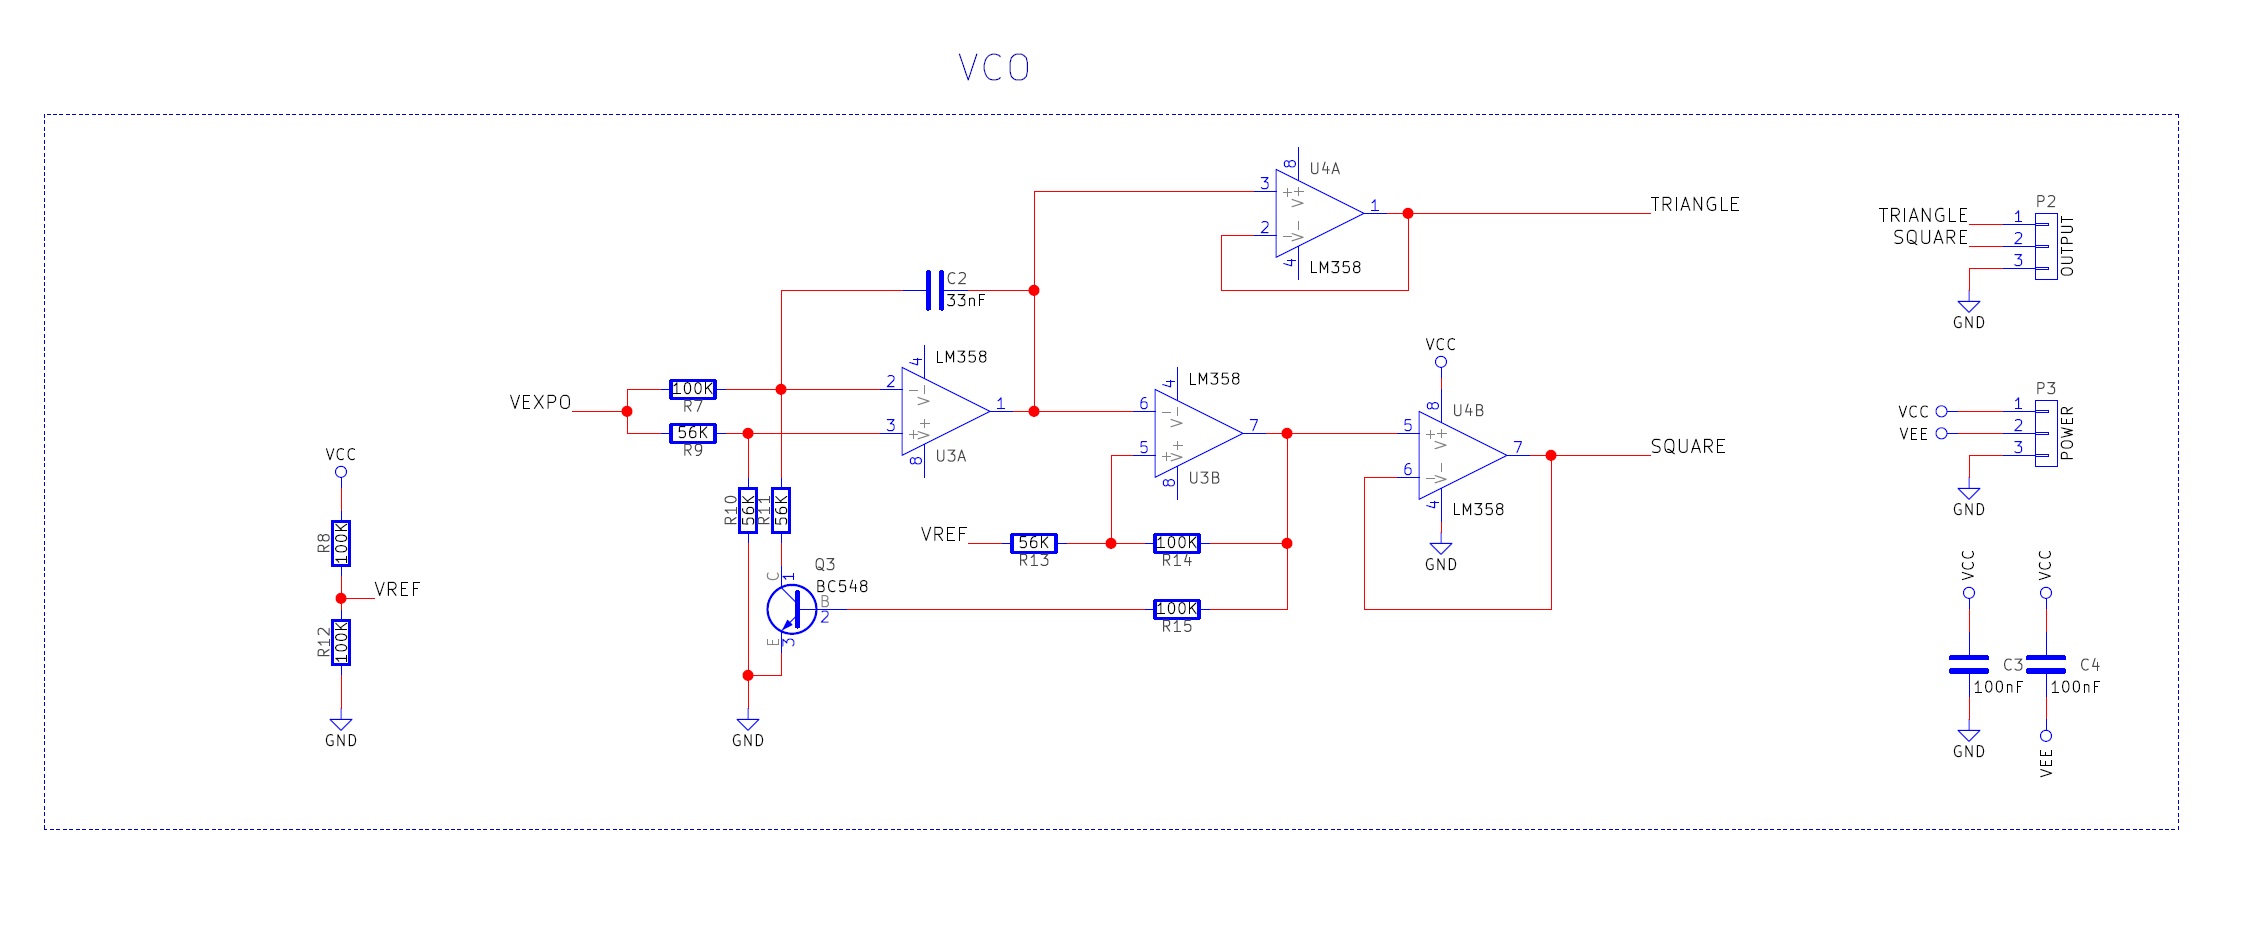 VCO
8
U4A
3
+
V+
1
TRIANGLE
2
-
V-
4
LM358
P2
TRIANGLE
1
SQUARE
2
3
OUTPUT
GND
C2
33nF
VEXPO
100K
R7
56K
R9
4
LM358
2
-
V-
1
3
+
V+
8
U3A
4
LM358
6
-
V-
7
5
+
V+
8
U3B
VCC
8
U4B
5
+
V+
7
SQUARE
6
-
V-
4
LM358
GND
P3
VCC
1
VEE
2
3
POWER
GND
VCC
R8
100K
VREF
R12
100K
GND
R10
56K
R11
56K
VREF
56K
R13
100K
R14
Q3
BC548
C
1
B
2
E
3
100K
R15
GND
VCC
C3
100nF
GND
VCC
C4
100nF
VEE